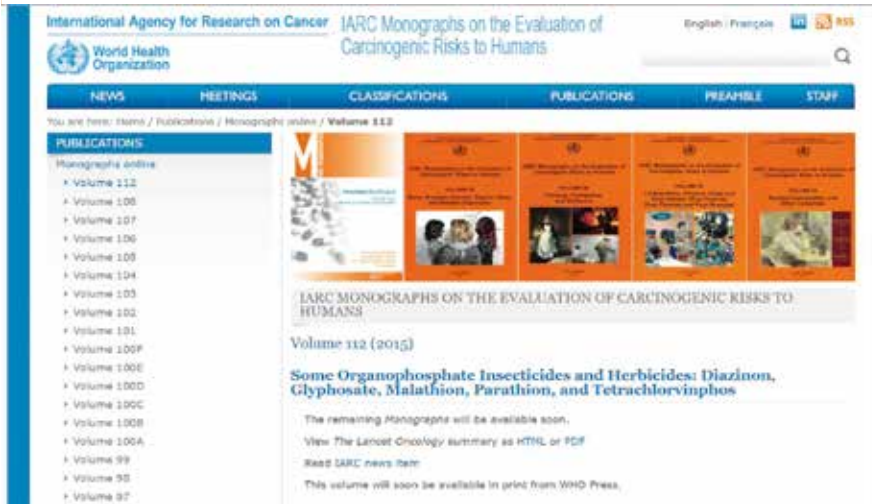 International Agency for Research on Cancer
World Health
Organization
IARC Monographs on the Evaluation of
Carcinogenic Risks to Humans
English Français in RSS
NEWS MEETINGS CLASSIFICATIONS PUBLICATIONS PREAMBLE STAFF
You are here: Home / Publications / Monographs online / Volume 112
PUBLICATIONS
Monographs online
Volume 112
Volume 108
Volume 107
Volume 106
Volume 105
Volume 104
Volume 103
Volume 102
Volume 101
Volume 100F
Volume 100E
Volume 100D
Volume 100C
Volume 100B
Volume 100A
Volume 99
Volume 98
Volume 97
IARC MONOGRAPHS ON THE EVALUATION OF CARCINOGENIC RISKS TO
HUMANS
Volume 112 (2015)
Some Organophosphate Insecticides and Herbicides: Diazinon,
Glyphosate, Malathion, Parathion, and Tetrachlorvinphos
The remaining Monographs will be available soon.
View The Lancet Oncology summary as HTML or PDF
Read IARC news item
This volume will soon be available in print from WHO Press.